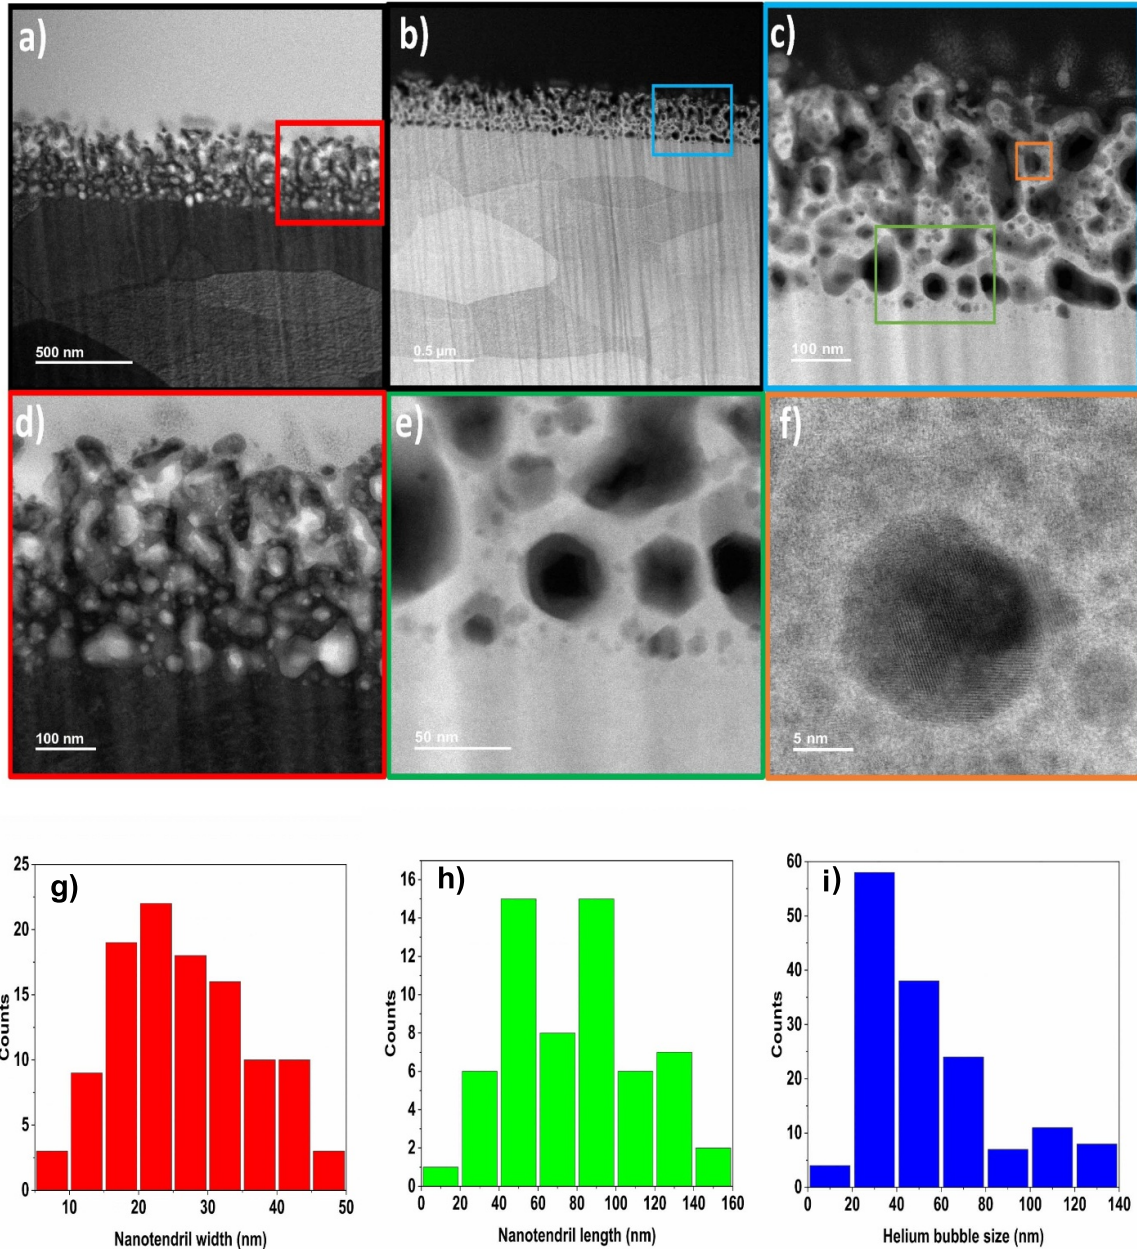 a)
500 nm
b)
0.5 µm
c)
100 nm
d)
100 nm
e)
50 nm
f)
5 nm
g)
25
20
15
10
5
0
Counts
10 20 30 40 50
Nanotendril width (nm)
h)
16
14
12
10
8
6
4
2
0
Counts
0 20 40 60 80 100 120 140 160
Nanotendril length (nm)
i)
60
50
40
30
20
10
0
Counts
0 20 40 60 80 100 120 140
Helium bubble size (nm)